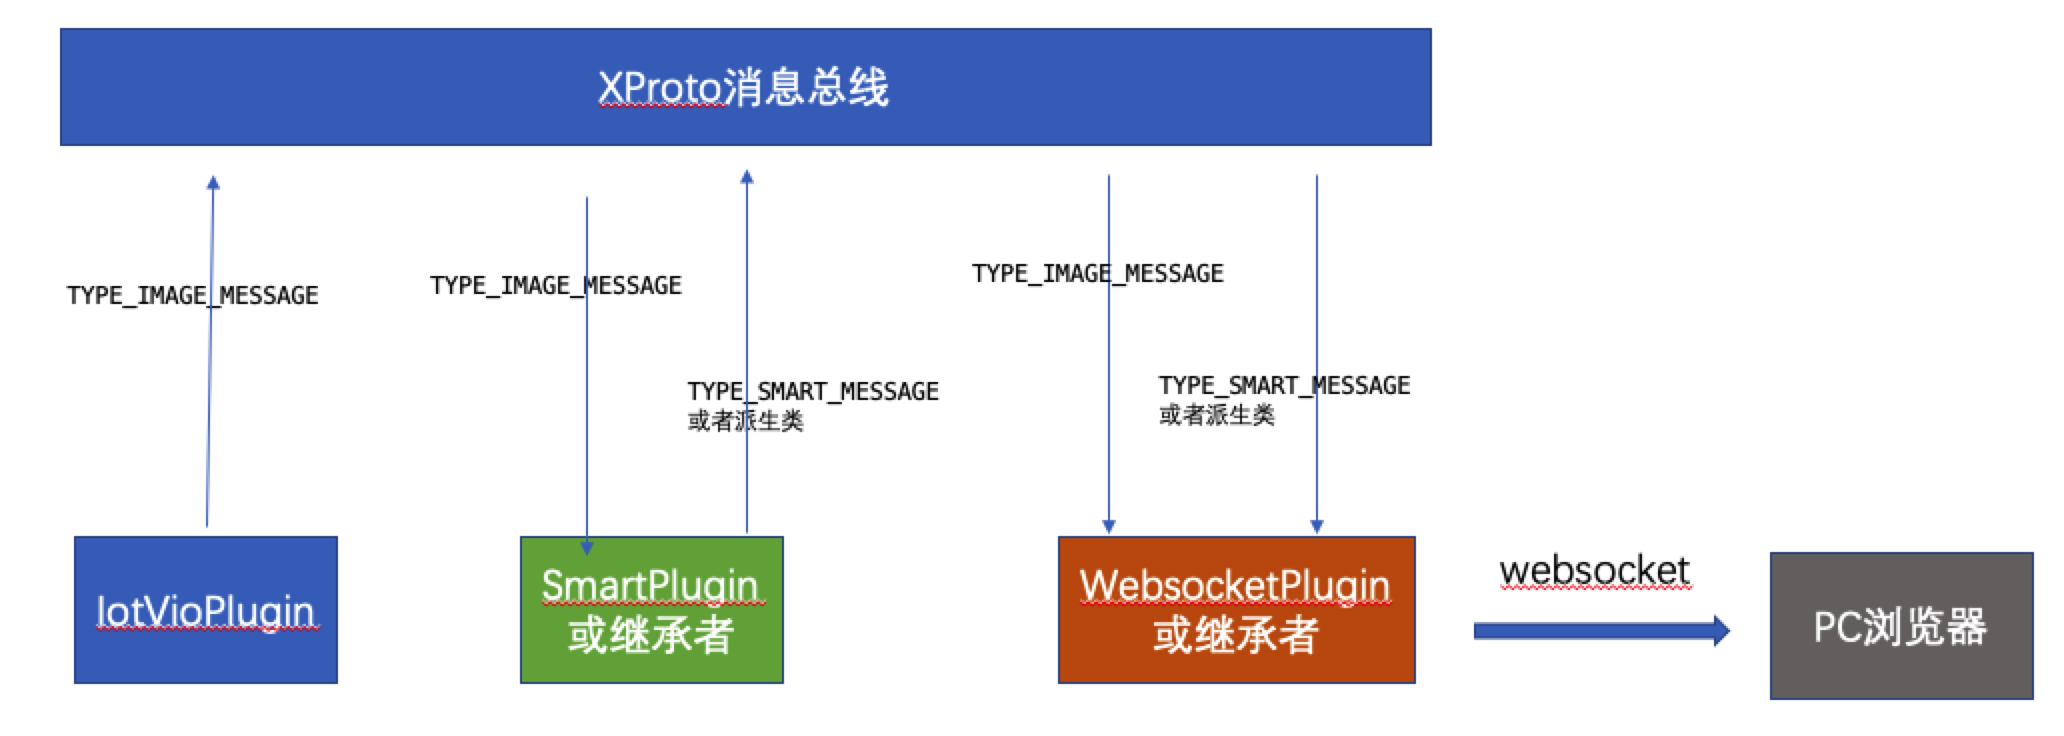 XProto消息总线
TYPE_IMAGE_MESSAGE
TYPE_IMAGE_MESSAGE
TYPE_SMART_MESSAGE
或者派生类
TYPE_IMAGE_MESSAGE
TYPE_SMART_MESSAGE
或者派生类
IotVioPlugin
SmartPlugin
或继承者
WebsocketPlugin
或继承者
websocket
PC浏览器